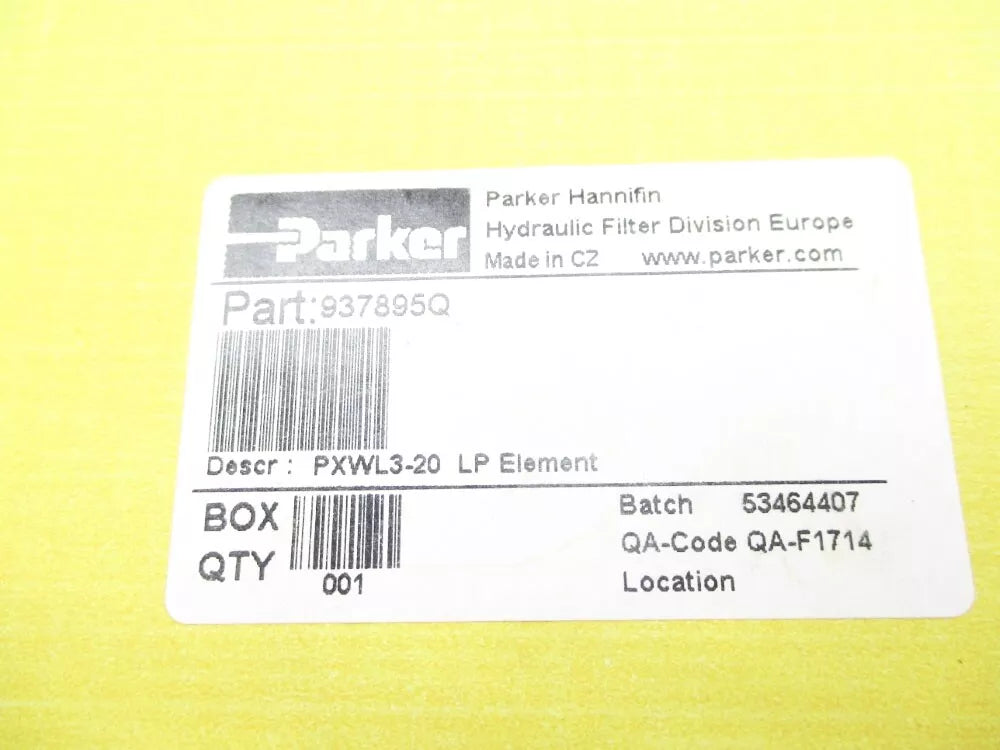 Parker
Parker Hannifin
Hydraulic Filter Division Europe
Made in CZ www.parker.com
Part:937895Q
Descr : PXWL3-20 LP Element
BOX
QTY
001
Batch 53464407
QA-Code QA-F1714
Location